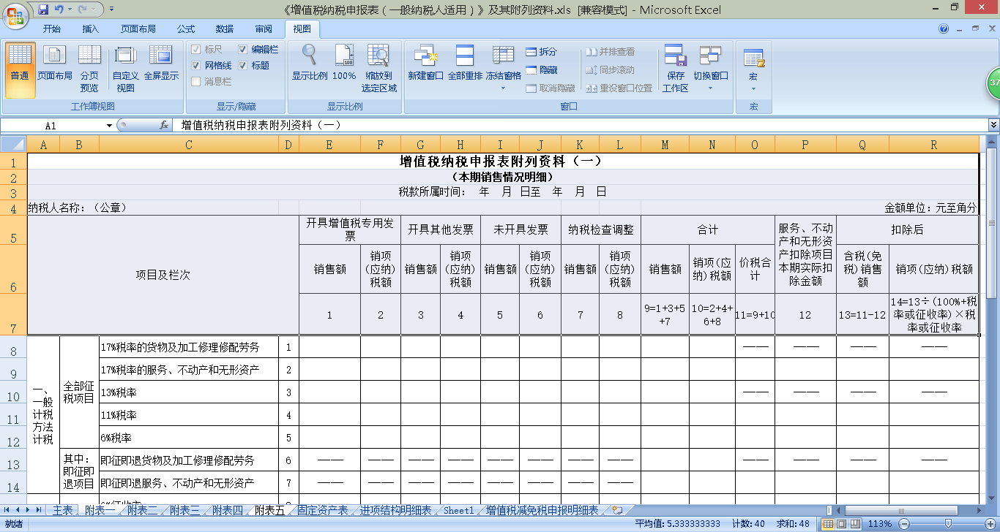 《增值税纳税申报表（一般纳税人适用）》及其附列资料.xls [兼容模式] - Microsoft Excel
开始 插入 页面布局 公式 数据 审阅 视图
普通 页面布局 分页预览 自定义视图 全屏显示
工作簿视图
标尺 编辑栏
网格线 标题
消息栏
显示/隐藏
显示比例 100% 缩放到选定区域
显示比例
新建窗口 全部重排 冻结窗格
拆分 隐藏 取消隐藏
并排查看 同步滚动 重设窗口位置
保存工作区 切换窗口
窗口
宏
宏
37
A1 fx 增值税纳税申报表附列资料（一）
A B C D E F G H I J K L M N O P Q R
1 增值税纳税申报表附列资料（一）
2 （本期销售情况明细）
3 税款所属时间： 年 月 日至 年 月 日
4 纳税人名称：（公章） 金额单位：元至角分
5 项目及栏次 开具增值税专用发票 开具其他发票 未开具发票 纳税检查调整 合计 服务、不动产和无形资产扣除项目本期实际扣除金额 扣除后
6 销售额 销项(应纳)税额 销售额 销项(应纳)税额 销售额 销项(应纳)税额 销售额 销项(应纳)税额 销售额 销项(应纳)税额 价税合计 含税(免税)销售额 销项(应纳)税额
7 1 2 3 4 5 6 7 8 9=1+3+5+7 10=2+4+6+8 11=9+10 12 13=11-12 14=13÷(100%+税率或征收率)×税率或征收率
一、一般计税方法计税
全部征税项目
8 17%税率的货物及加工修理修配劳务 1 —— —— —— ——
9 17%税率的服务、不动产和无形资产 2
10 13%税率 3 —— —— —— ——
11 11%税率 4
12 6%税率 5
其中：即征即退项目
13 即征即退货物及加工修理修配劳务 6 —— —— —— —— —— —— —— —— —— —— —— ——
14 即征即退服务、不动产和无形资产 7 —— —— —— —— —— —— —— ——
主表 附表一 附表二 附表三 附表四 附表五 固定资产表 进项结构明细表 Sheet1 增值税减免税申报明细表
就绪 平均值: 5.333333333 计数: 40 求和: 48 113%